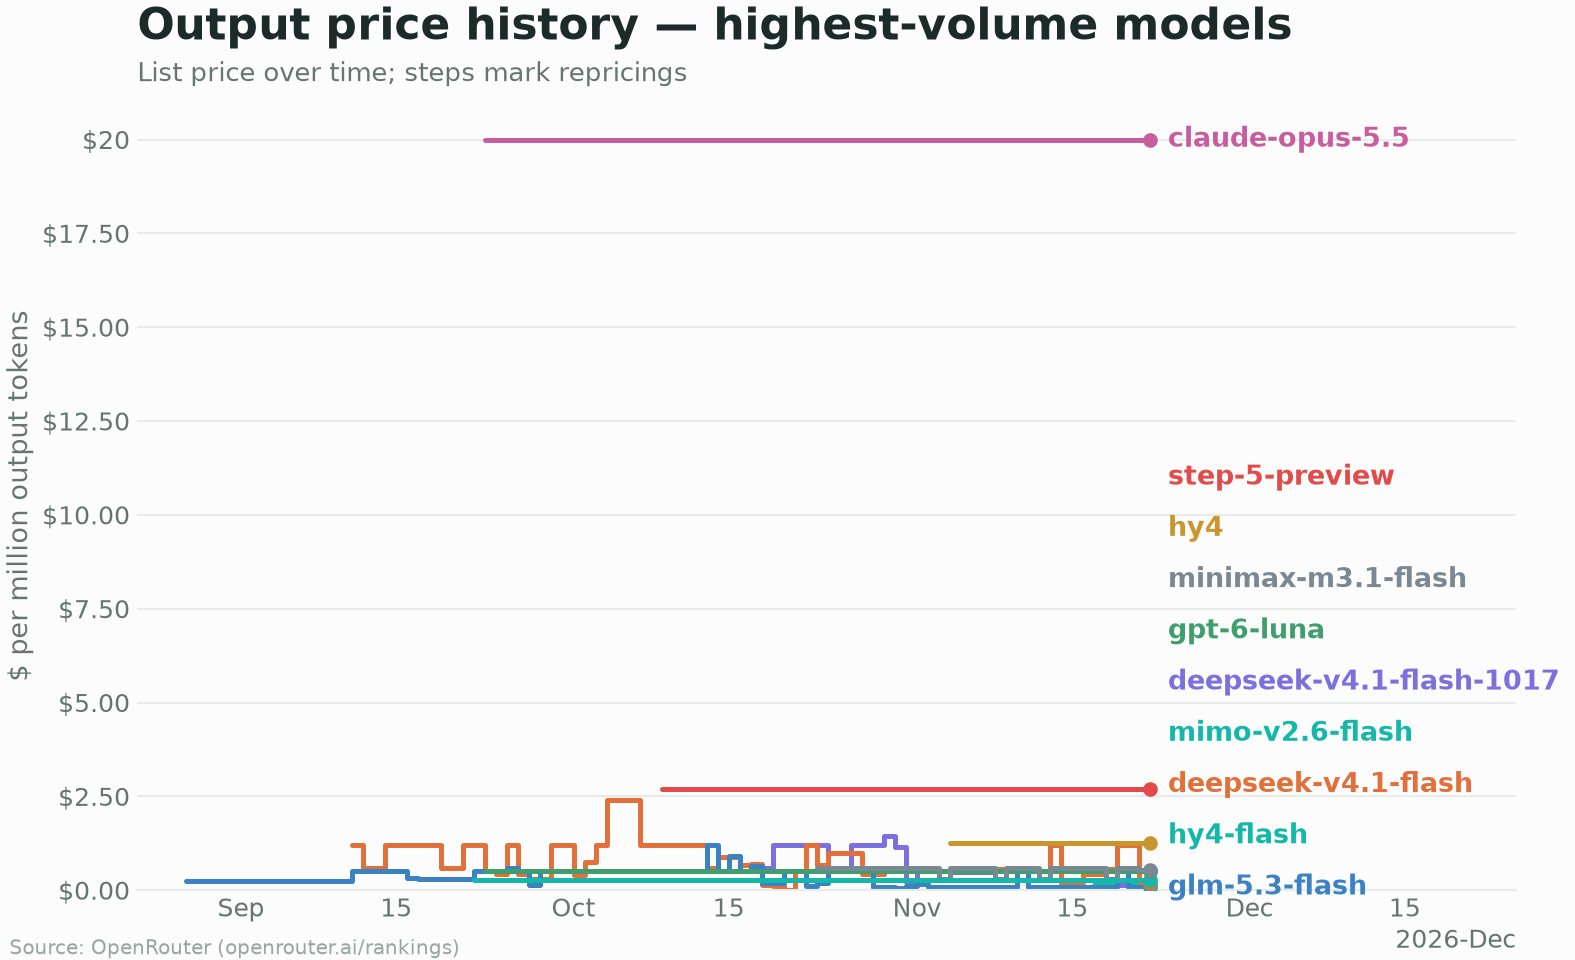 Output price history — highest-volume models
List price over time; steps mark repricings
$ per million output tokens
$20
$17.50
$15.00
$12.50
$10.00
$7.50
$5.00
$2.50
$0.00
claude-opus-5.5
step-5-preview
hy4
minimax-m3.1-flash
gpt-6-luna
deepseek-v4.1-flash-1017
mimo-v2.6-flash
deepseek-v4.1-flash
hy4-flash
glm-5.3-flash
Sep 15 Oct 15 Nov 15 Dec 15
2026-Dec
Source: OpenRouter (openrouter.ai/rankings)